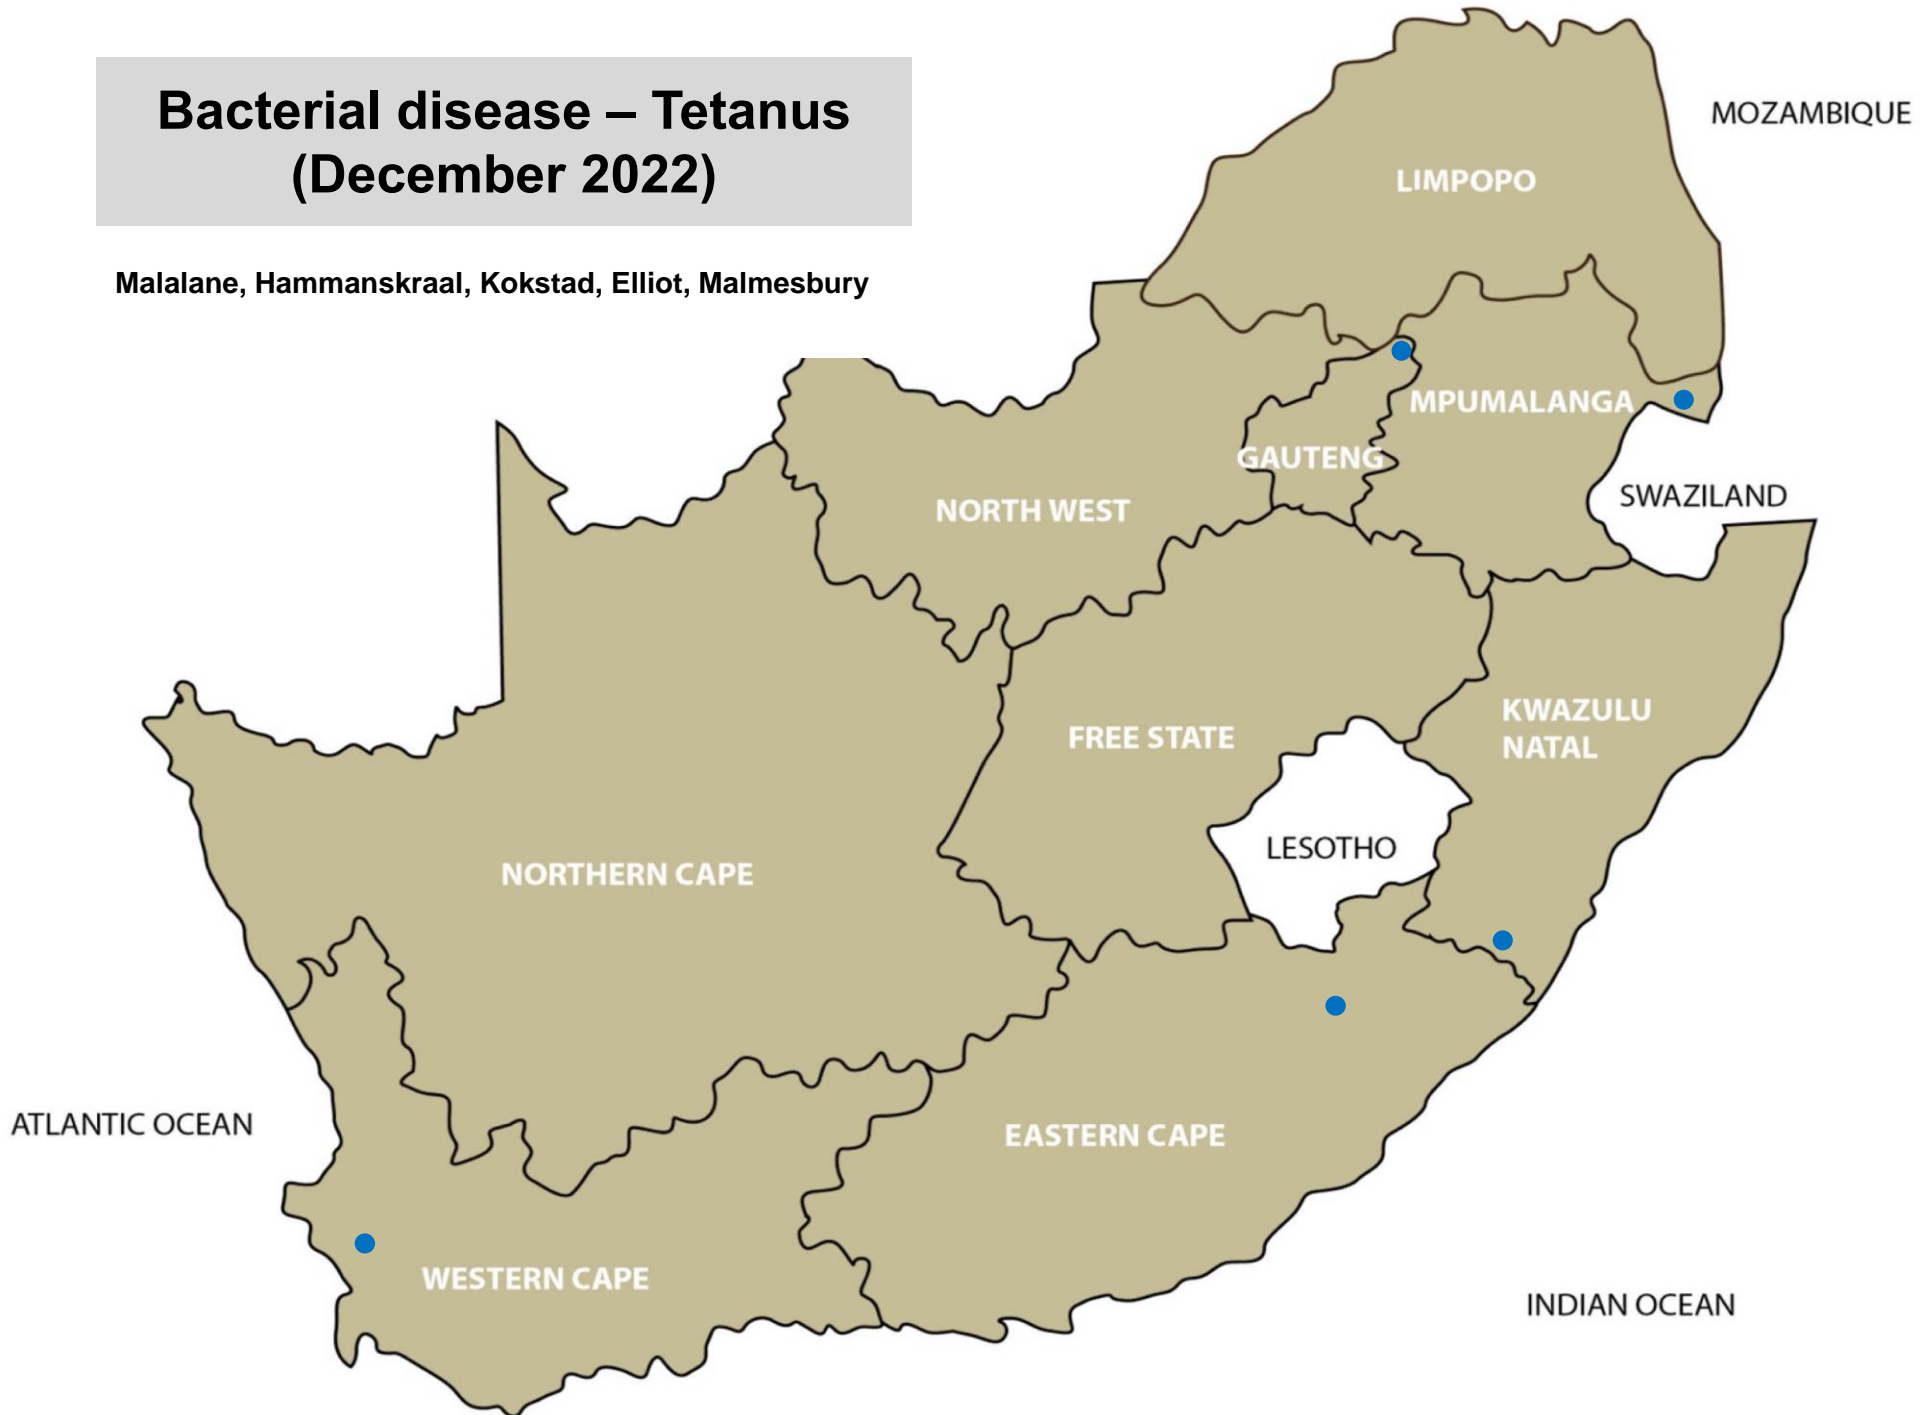 Bacterial disease – Tetanus
(December 2022)
Malalane, Hammanskraal, Kokstad, Elliot, Malmesbury
MOZAMBIQUE
LIMPOPO
MPUMALANGA
GAUTENG
SWAZILAND
NORTH WEST
KWAZULU
NATAL
FREE STATE
LESOTHO
NORTHERN CAPE
ATLANTIC OCEAN
EASTERN CAPE
WESTERN CAPE
INDIAN OCEAN